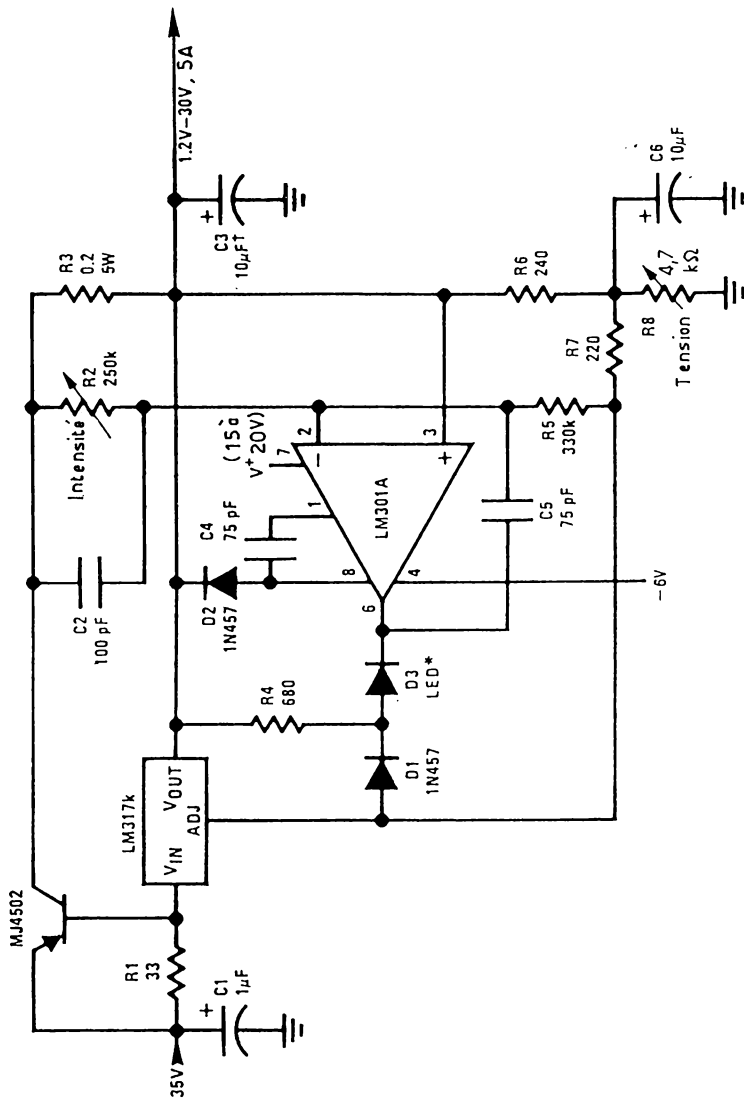 1.2V–30V, 5A
R3
0.2
5W
C3
10µF†
C6
10µF
R6
240
4,7
kΩ
R8
Tension
R7
220
R2
250k
Intensité
R5
330k
V⁺ (15 à
20V)
7
2
3
1
8
4
6
–
+
LM301A
C5
75 pF
C4
75 pF
D2
1N457
–6V
C2
100 pF
R4
680
D3
LED*
D1
1N457
LM317k
VIN
VOUT
ADJ
MJ4502
R1
33
C1
1µF
+
+
+
35V